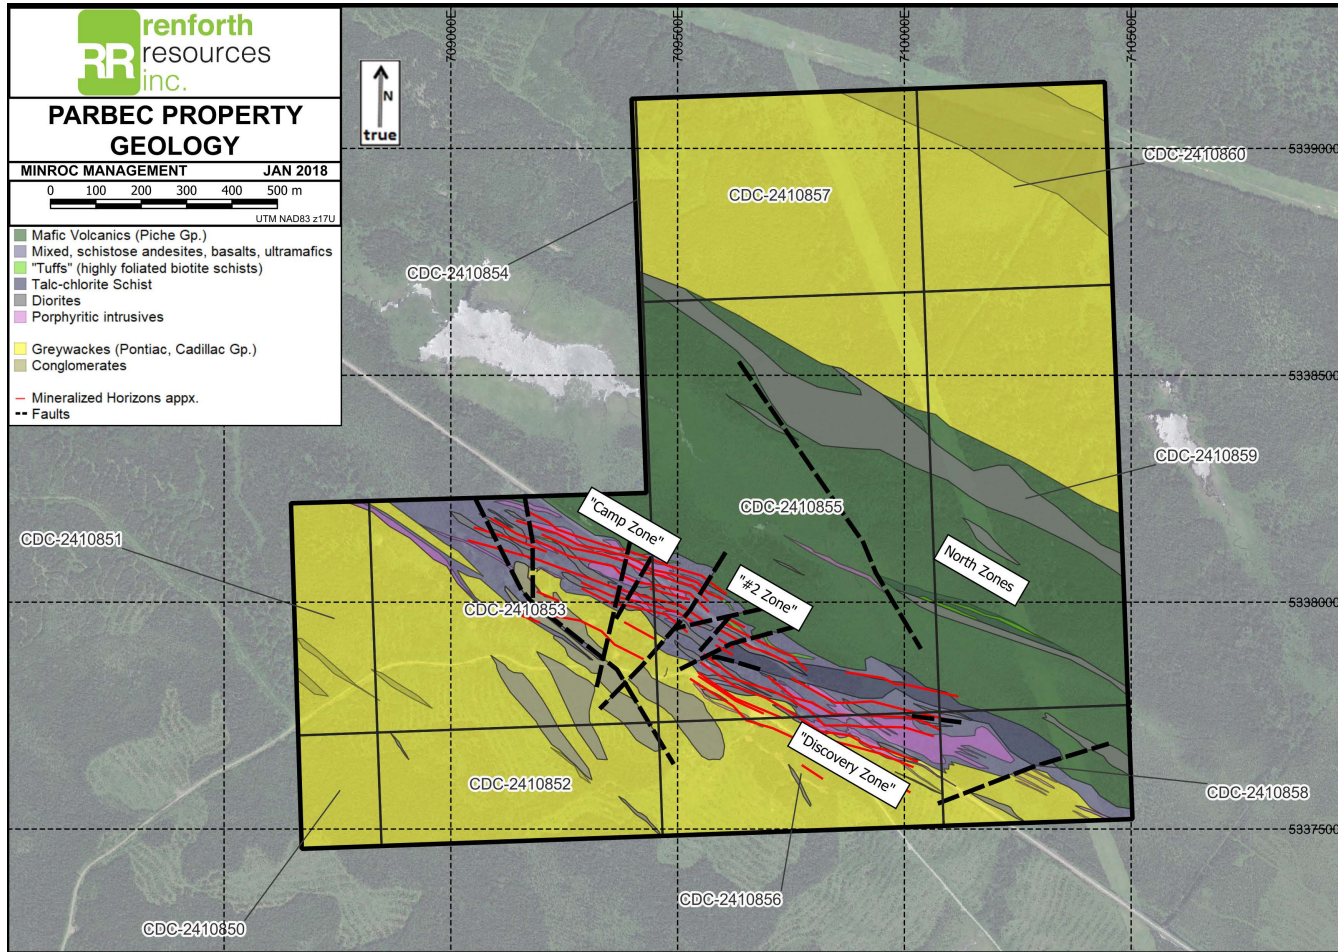 RR
renforth
resources
inc.
PARBEC PROPERTY
GEOLOGY
MINROC MANAGEMENT JAN 2018
0 100 200 300 400 500 m
UTM NAD83 z17U
Mafic Volcanics (Piche Gp.)
Mixed, schistose andesites, basalts, ultramafics
"Tuffs" (highly foliated biotite schists)
Talc-chlorite Schist
Diorites
Porphyritic intrusives
Greywackes (Pontiac, Cadillac Gp.)
Conglomerates
Mineralized Horizons appx.
Faults
N
true
709000E
709500E
710000E
710500E
5339000
5338500
5338000
5337500
CDC-2410860
CDC-2410857
CDC-2410854
CDC-2410859
CDC-2410855
"Camp Zone"
CDC-2410851
North Zones
"#2 Zone"
CDC-2410853
"Discovery Zone"
CDC-2410852
CDC-2410858
CDC-2410856
CDC-2410850